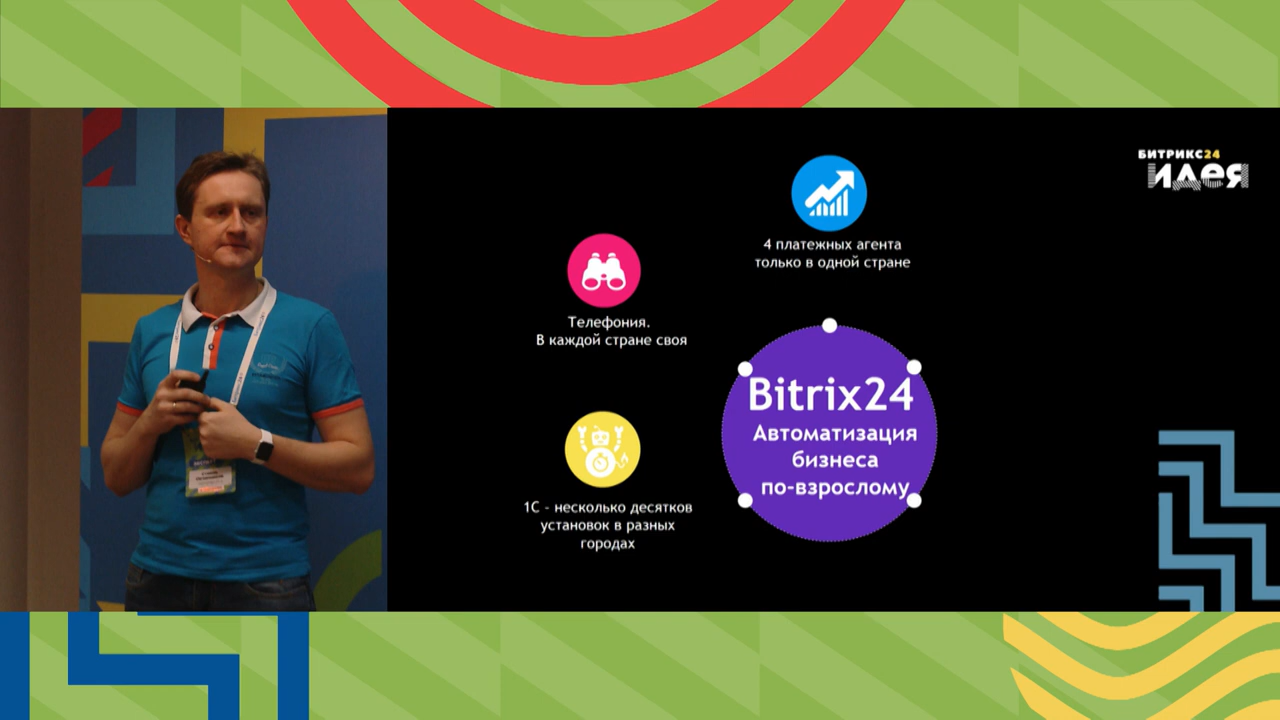 БИТРИКС24
идея
4 платежных агента
только в одной стране
Телефония.
В каждой стране своя
Bitrix24
Автоматизация
бизнеса
по-взрослому
1С - несколько десятков
установок в разных
городах